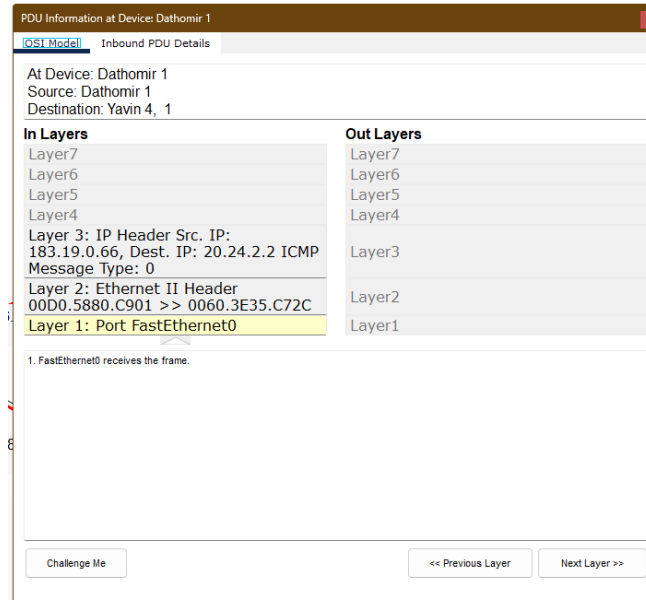 PDU Information at Device: Dathomir 1
OSI Model Inbound PDU Details
At Device: Dathomir 1
Source: Dathomir 1
Destination: Yavin 4, 1
In Layers
Layer7
Layer6
Layer5
Layer4
Layer 3: IP Header Src. IP:
183.19.0.66, Dest. IP: 20.24.2.2 ICMP
Message Type: 0
Layer 2: Ethernet II Header
00D0.5880.C901 >> 0060.3E35.C72C
Layer 1: Port FastEthernet0
Out Layers
Layer7
Layer6
Layer5
Layer4
Layer3
Layer2
Layer1
1. FastEthernet0 receives the frame.
8
Challenge Me
<< Previous Layer
Next Layer >>